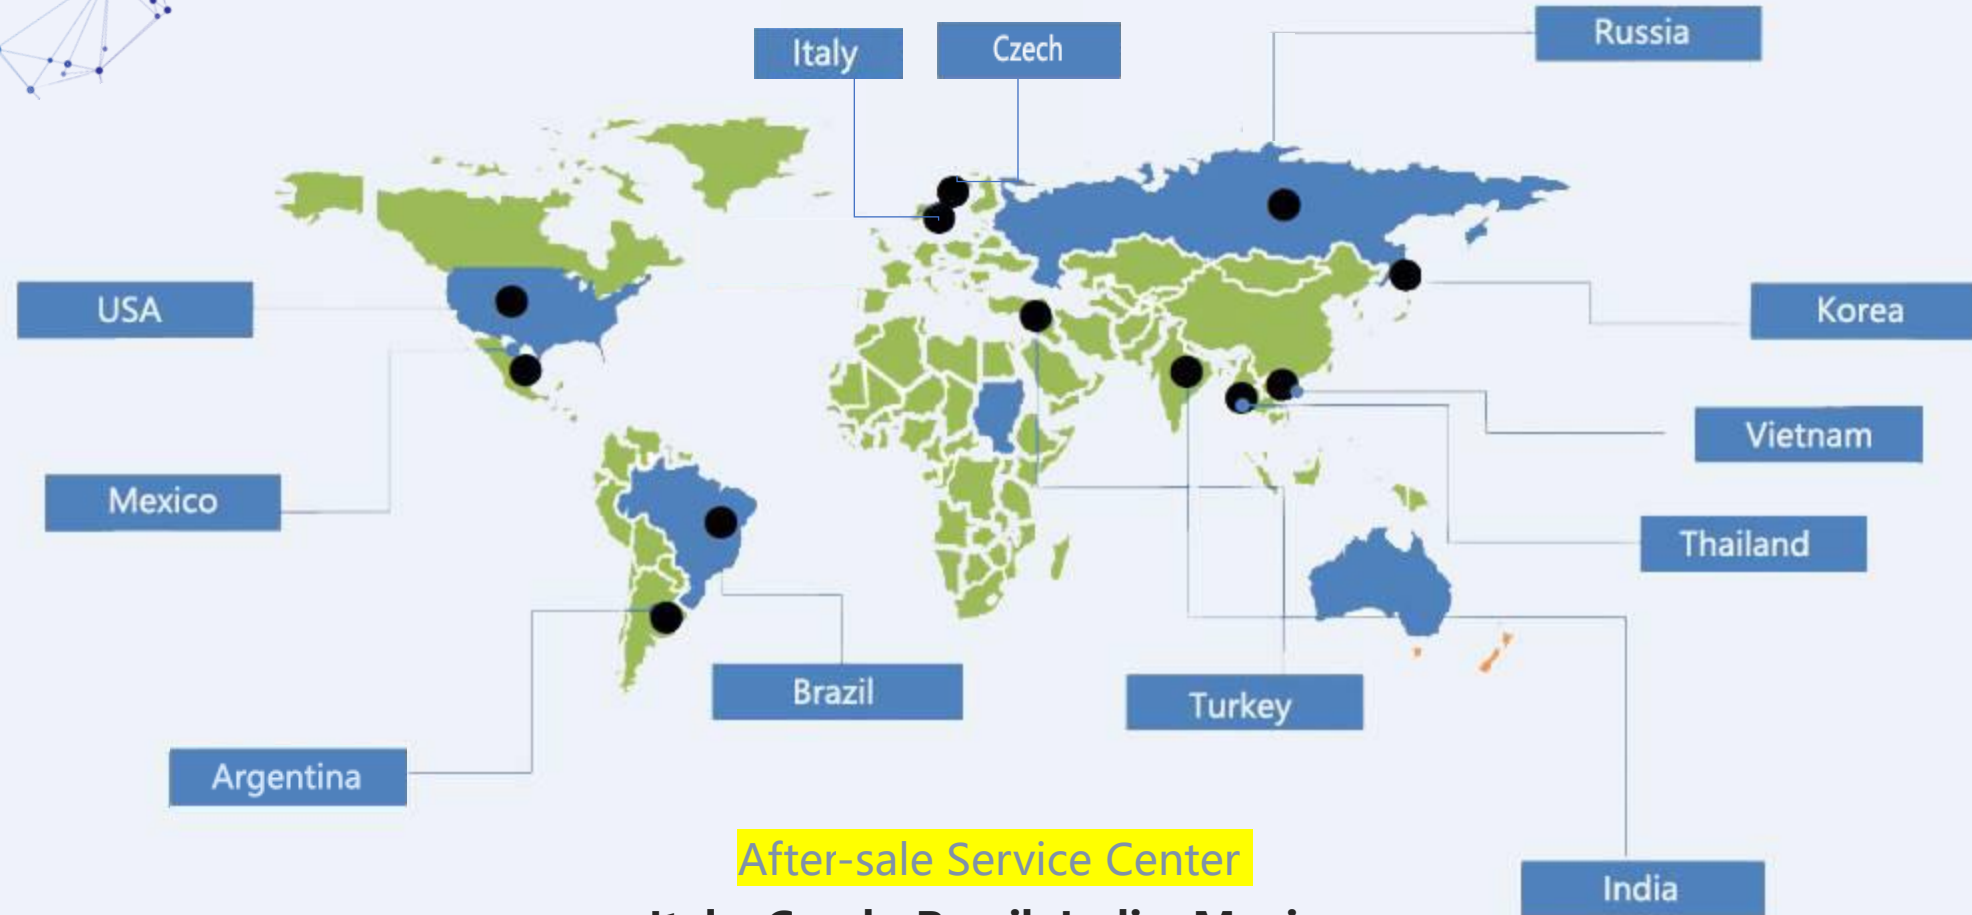 Russia
Italy
Czech
USA
Korea
Vietnam
Mexico
Thailand
Brazil
Turkey
Argentina
After-sale Service Center
India